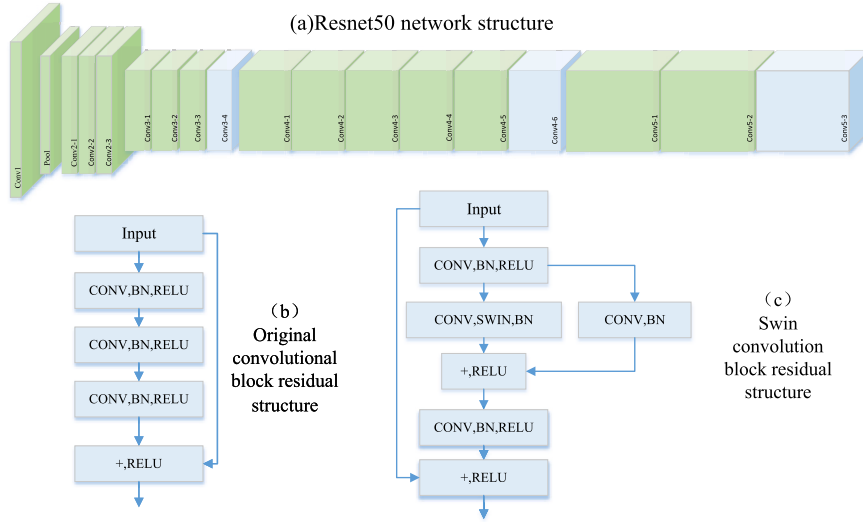 (a)Resnet50 network structure
Conv1
Pool
Conv2-1
Conv2-2
Conv2-3
Conv3-1
Conv3-2
Conv3-3
Conv3-4
Conv4-1
Conv4-2
Conv4-3
Conv4-4
Conv4-5
Conv4-6
Conv5-1
Conv5-2
Conv5-3
Input
CONV,BN,RELU
CONV,BN,RELU
CONV,BN,RELU
+,RELU
(b)
Original
convolutional
block residual
structure
Input
CONV,BN,RELU
CONV,SWIN,BN
CONV,BN
+,RELU
CONV,BN,RELU
+,RELU
(c)
Swin
convolution
block residual
structure